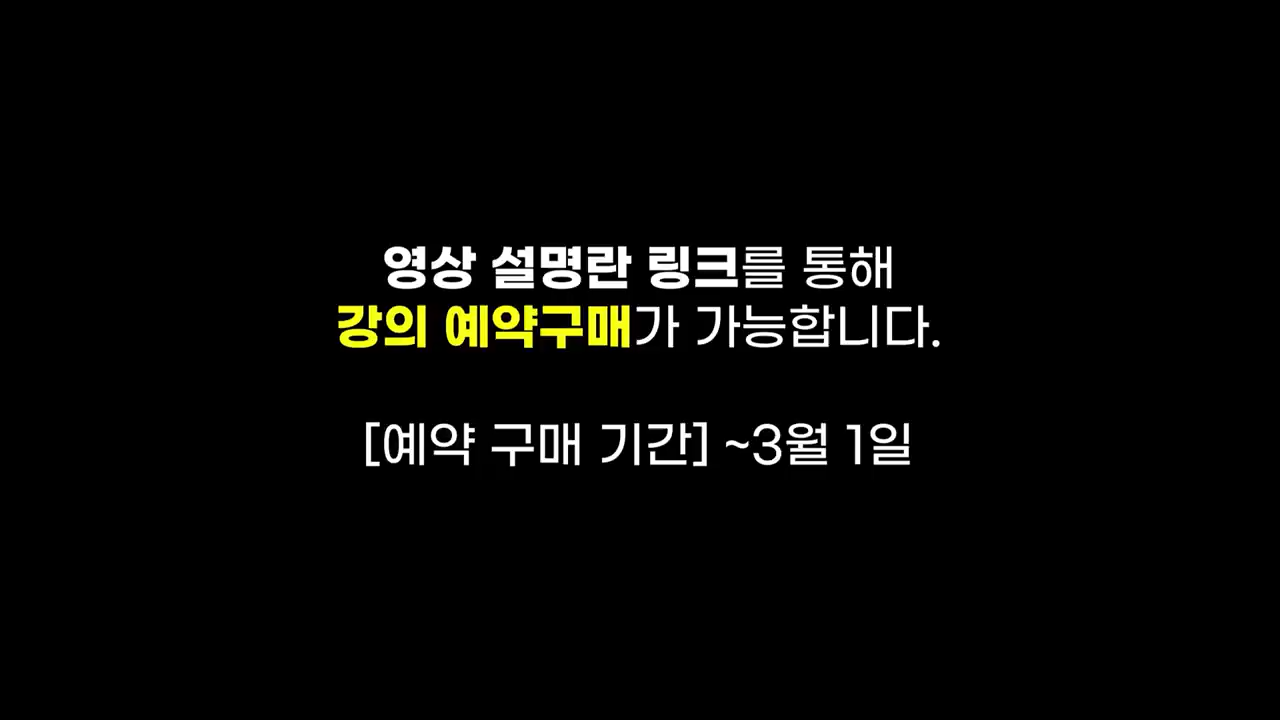 영상 설명란 링크를 통해
강의 예약구매가 가능합니다.
[예약 구매 기간] ~3월 1일